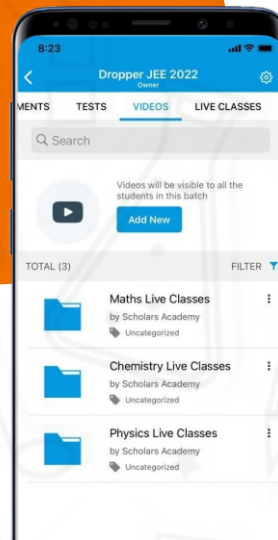 8:23
Dropper JEE 2022
Owner
MENTS TESTS VIDEOS LIVE CLASSES
Search
Videos will be visible to all the
students in this batch
Add New
TOTAL (3) FILTER
Maths Live Classes
by Scholars Academy
Uncategorized
Chemistry Live Classes
by Scholars Academy
Uncategorized
Physics Live Classes
by Scholars Academy
Uncategorized